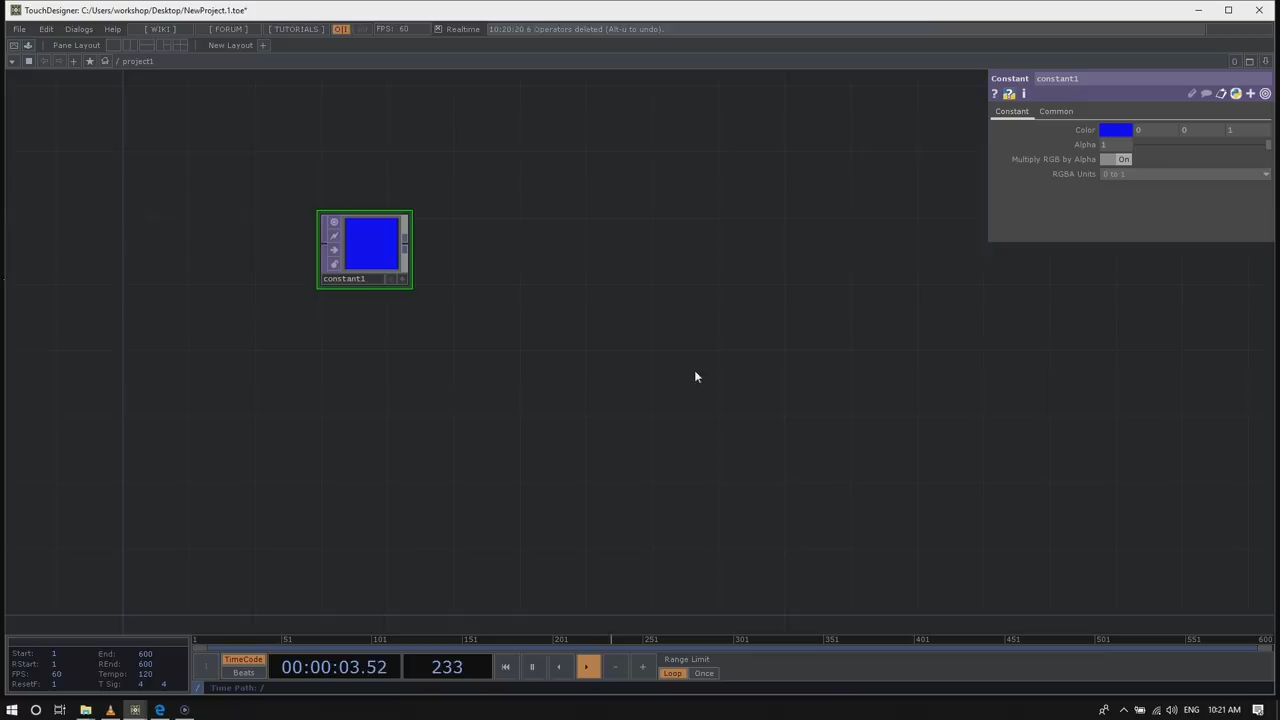 TouchDesigner: C:/Users/workshop/Desktop/NewProject.1.toe*
File Edit Dialogs Help [ WIKI ] [ FORUM ] [ TUTORIALS ] OII FPS: 60 Realtime 10:20:20 6 Operators deleted (Alt-u to undo).
Pane Layout New Layout +
/ project1
Constant constant1
Constant Common
Color 0 0 1
Alpha 1
Multiply RGB by Alpha On
RGBA Units 0 to 1
constant1
1 51 101 151 201 251 301 351 401 451 501 551 600
Start: 1 End: 600
RStart: 1 REnd: 600
FPS: 60 Tempo: 120
ResetF: 1 T Sig: 4 4
TimeCode
Beats
00:00:03.52 233
Range Limit
Loop Once
/ Time Path: /
ENG 10:21 AM